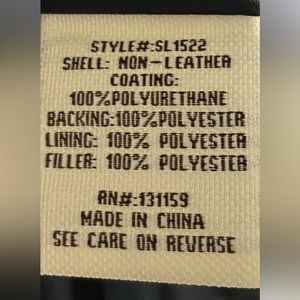 STYLE#:SL1522
SHELL: NON-LEATHER
COATING:
100%POLYURETHANE
BACKING:100%POLYESTER
LINING: 100% POLYESTER
FILLER: 100% POLYESTER
RN#:131159
MADE IN CHINA
SEE CARE ON REVERSE